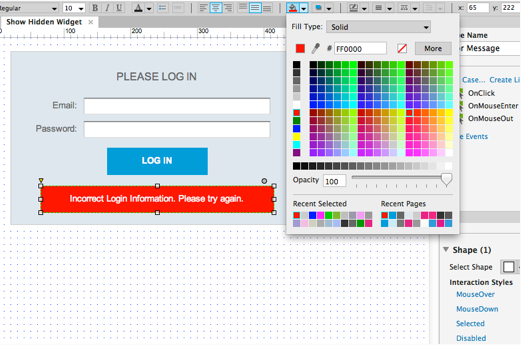 Regular 10 B I U x: 65 y: 222
Show Hidden Widget ×
200 300 400
PLEASE LOG IN
Email:
Password:
LOG IN
Incorrect Login Information. Please try again.
Fill Type: Solid
# FF0000 More
Opacity 100
Recent Selected Recent Pages
e Name
Message
Case... Create Li
OnClick
OnMouseEnter
OnMouseOut
Events
Shape (1)
Select Shape
Interaction Styles
MouseOver
MouseDown
Selected
Disabled